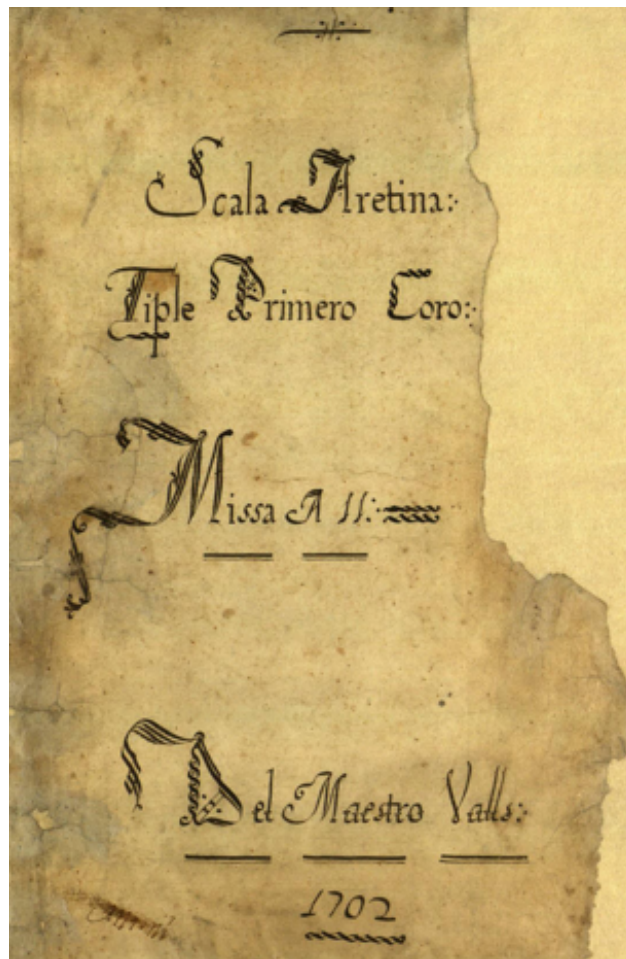 Scala Aretina:
Tiple Primero Coro:
Missa A 11:
Del Maestro Valls:
1702